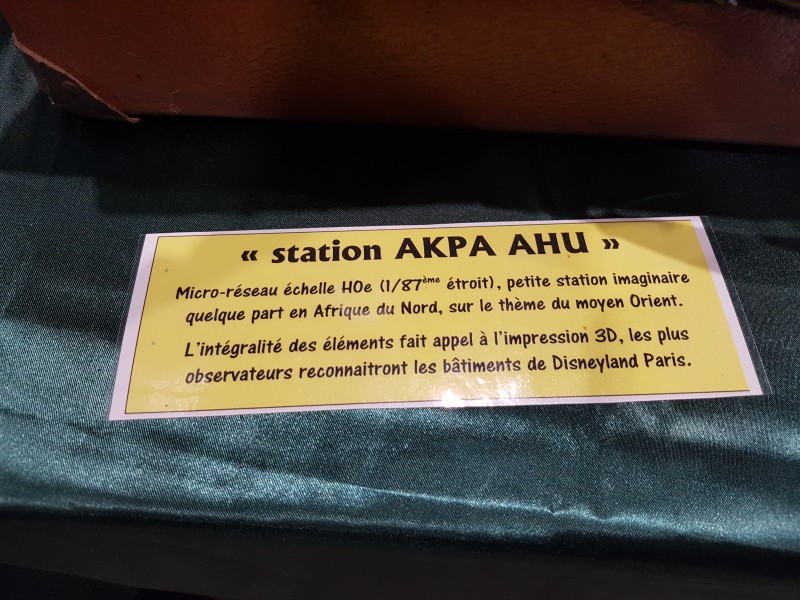 « station AKPA AHU »
Micro-réseau échelle HOe (1/87ème étroit), petite station imaginaire
quelque part en Afrique du Nord, sur le thème du moyen Orient.
L'intégralité des éléments fait appel à l'impression 3D, les plus
observateurs reconnaitront les bâtiments de Disneyland Paris.